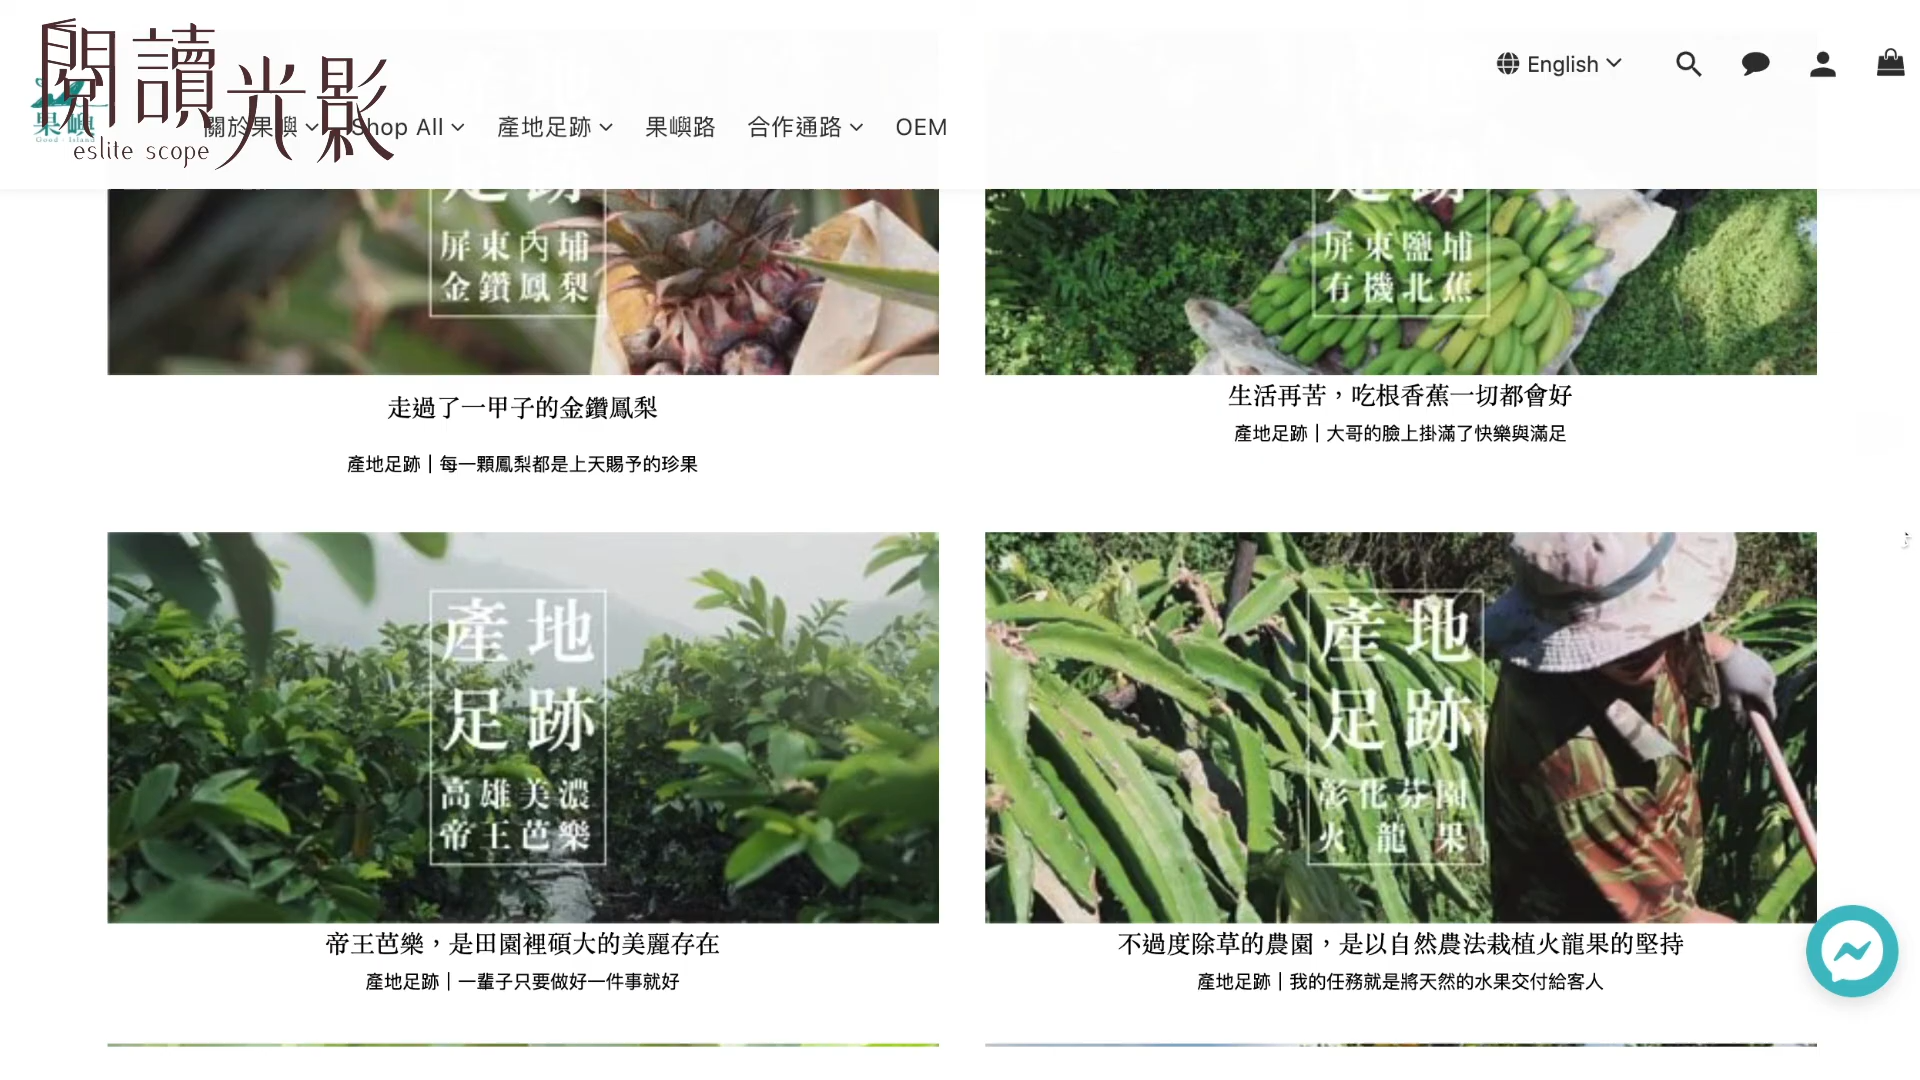 閱讀光影
eslite scope
果嶼
Good · Island
English
關於果嶼
Shop All
產地足跡
果嶼路
合作通路
OEM
足跡
屏東內埔
金鑽鳳梨
足跡
屏東鹽埔
有機北蕉
走過了一甲子的金鑽鳳梨
產地足跡｜每一顆鳳梨都是上天賜予的珍果
生活再苦，吃根香蕉一切都會好
產地足跡｜大哥的臉上掛滿了快樂與滿足
產地
足跡
高雄美濃
帝王芭樂
產地
足跡
彰化芬園
火龍果
帝王芭樂，是田園裡碩大的美麗存在
產地足跡｜一輩子只要做好一件事就好
不過度除草的農園，是以自然農法栽植火龍果的堅持
產地足跡｜我的任務就是將天然的水果交付給客人